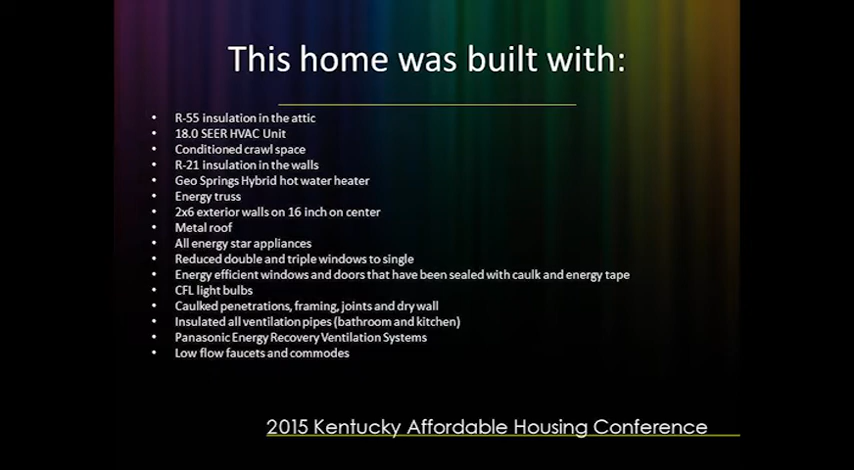 This home was built with:
• R-55 insulation in the attic
• 18.0 SEER HVAC Unit
• Conditioned crawl space
• R-21 insulation in the walls
• Geo Springs Hybrid hot water heater
• Energy truss
• 2x6 exterior walls on 16 inch on center
• Metal roof
• All energy star appliances
• Reduced double and triple windows to single
• Energy efficient windows and doors that have been sealed with caulk and energy tape
• CFL light bulbs
• Caulked penetrations, framing, joints and dry wall
• Insulated all ventilation pipes (bathroom and kitchen)
• Panasonic Energy Recovery Ventilation Systems
• Low flow faucets and commodes
2015 Kentucky Affordable Housing Conference